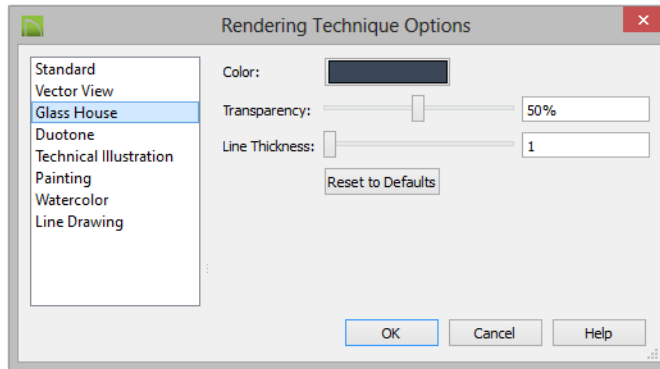 Rendering Technique Options
Standard
Vector View
Glass House
Duotone
Technical Illustration
Painting
Watercolor
Line Drawing
Color:
Transparency:
50%
Line Thickness:
1
Reset to Defaults
OK
Cancel
Help